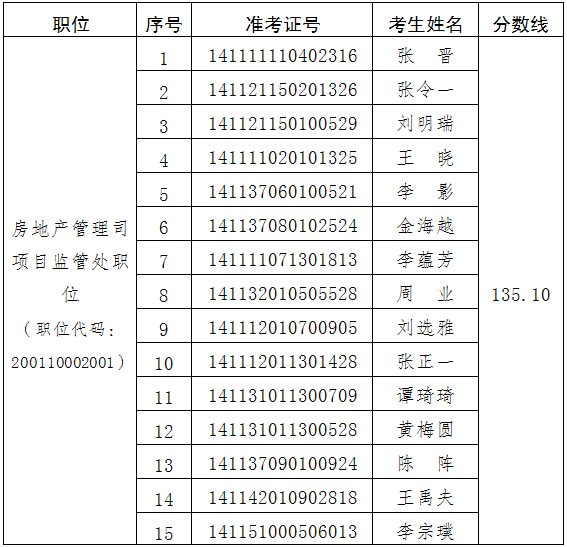 职位 序号 准考证号 考生姓名 分数线
1 141111110402316 张 晋
2 141121150201326 张令一
3 141121150100529 刘明瑞
4 141111020101325 王 晓
5 141137060100521 李 影
房地产管理司
6 141137080102524 金海越
项目监管处职
7 141111071301813 李蕴芳
位
8 141132010505528 周 业 135.10
（职位代码：
9 141112010700905 刘选雅
200110002001）
10 141112011301428 张正一
11 141131011300709 谭琦琦
12 141131011300528 黄梅圆
13 141137090100924 陈 阵
14 141142010902818 王禹夫
15 141151000506013 李宗璞